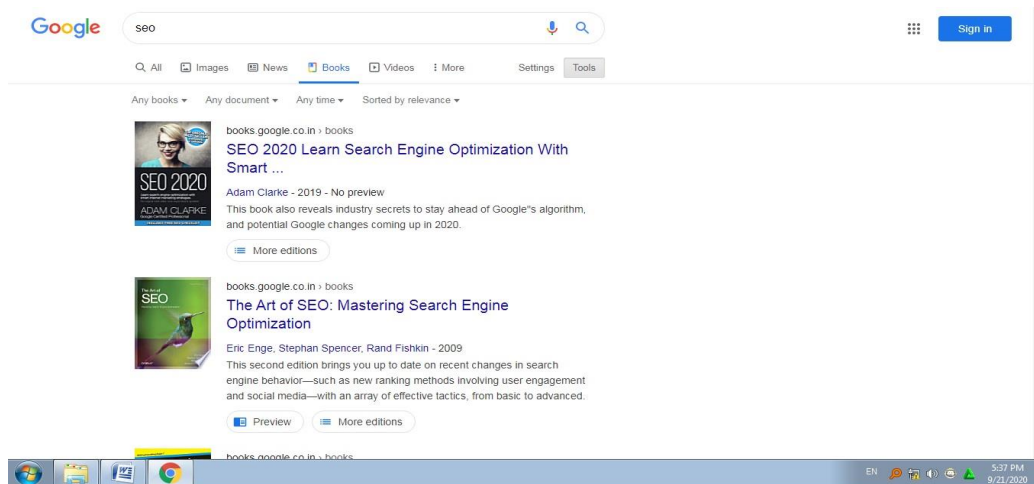 Google
seo
Sign in
All Images News Books Videos More Settings Tools
Any books Any document Any time Sorted by relevance
SEO 2020
ADAM CLARKE
books.google.co.in › books
SEO 2020 Learn Search Engine Optimization With
Smart ...
Adam Clarke - 2019 - No preview
This book also reveals industry secrets to stay ahead of Google"s algorithm,
and potential Google changes coming up in 2020.
More editions
The Art of
SEO
books.google.co.in › books
The Art of SEO: Mastering Search Engine
Optimization
Eric Enge, Stephan Spencer, Rand Fishkin - 2009
This second edition brings you up to date on recent changes in search
engine behavior—such as new ranking methods involving user engagement
and social media—with an array of effective tactics, from basic to advanced.
Preview More editions
books.google.co.in › books
EN 5:37 PM
9/21/2020